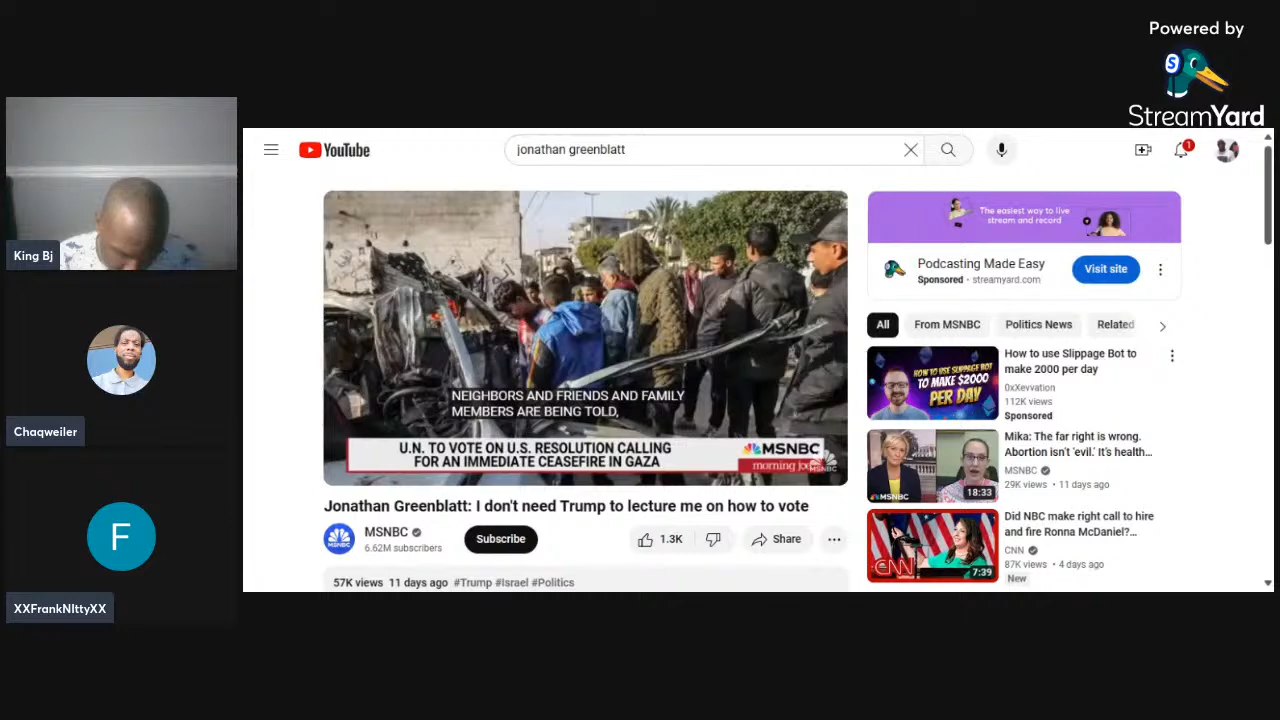 Powered by
StreamYard
King Bj
Chaqweiler
F
XXFrankNIttyXX
YouTube
jonathan greenblatt
1
NEIGHBORS AND FRIENDS AND FAMILY
MEMBERS ARE BEING TOLD,
U.N. TO VOTE ON U.S. RESOLUTION CALLING
FOR AN IMMEDIATE CEASEFIRE IN GAZA
MSNBC
morning joe
MSNBC
Jonathan Greenblatt: I don't need Trump to lecture me on how to vote
MSNBC
6.62M subscribers
Subscribe
1.3K
Share
57K views 11 days ago #Trump #Israel #Politics
The easiest way to live
stream and record
Podcasting Made Easy
Sponsored · streamyard.com
Visit site
All
From MSNBC
Politics News
Related
HOW TO USE SLIPPAGE BOT
TO MAKE $2000
PER DAY
How to use Slippage Bot to
make 2000 per day
0xXevvation
112K views
Sponsored
MSNBC
18:33
Mika: The far right is wrong.
Abortion isn't 'evil.' It's health...
MSNBC
29K views • 11 days ago
CNN
7:39
Did NBC make right call to hire
and fire Ronna McDaniel?...
CNN
87K views • 4 days ago
New